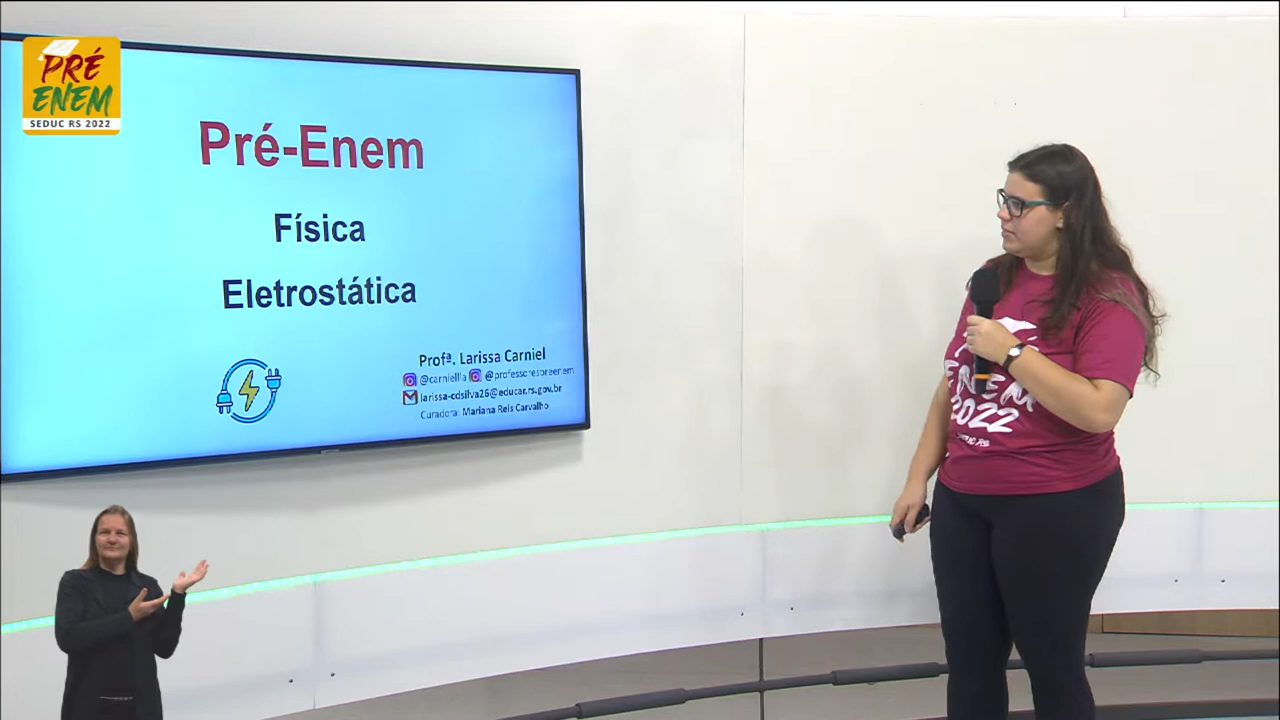 PRÉ
ENEM
SEDUC RS 2022
Pré-Enem
Física
Eletrostática
Profª. Larissa Carniel
@carniellla @professorespreenem
larissa-cdsilva26@educar.rs.gov.br
Curadora: Mariana Reis Carvalho
ENEM
2022